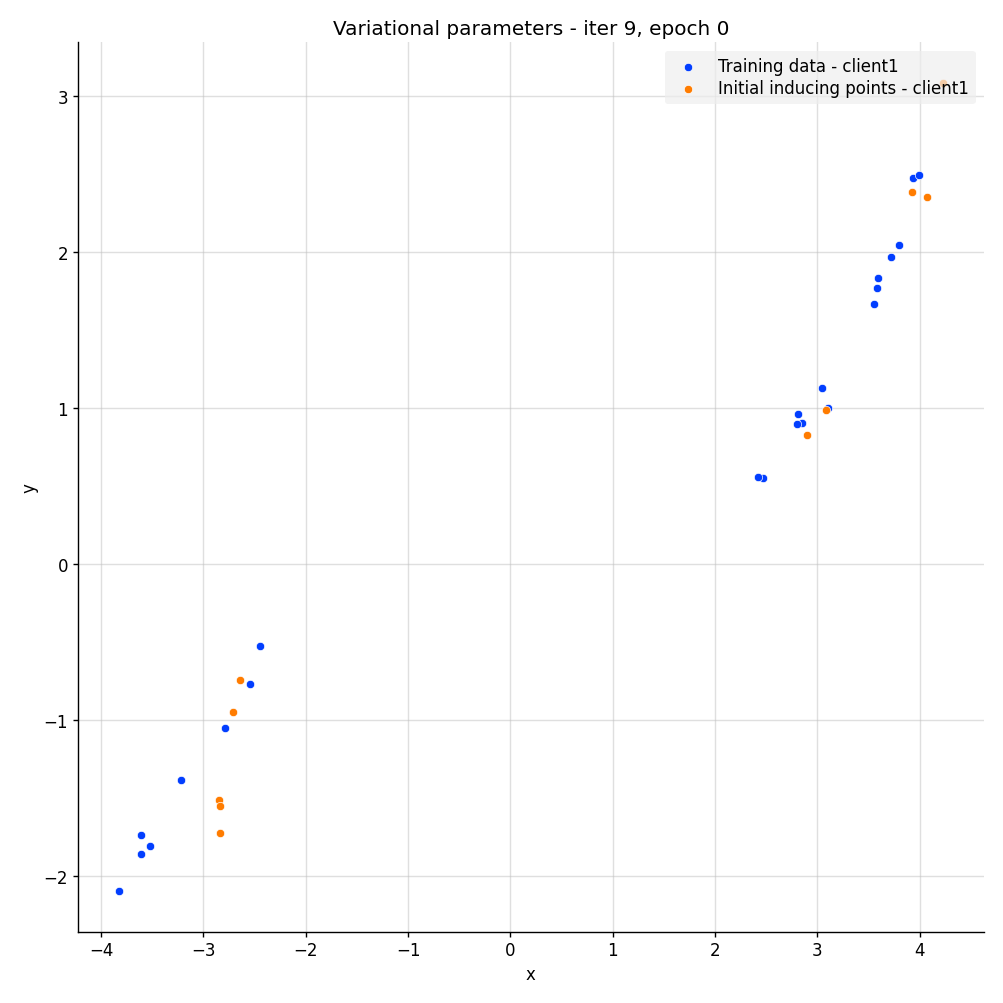 Variational parameters - iter 9, epoch 0
Training data - client1
Initial inducing points - client1
3
2
1
0
−1
−2
y
−4 −3 −2 −1 0 1 2 3 4
x